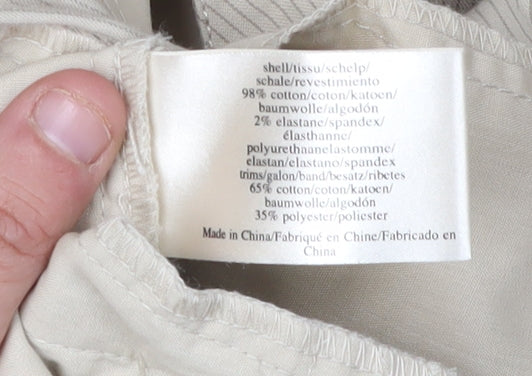 shell/tissu/schelp/
schale/revestimiento
98% cotton/coton/katoen/
baumwolle/algodón
2% elastane/spandex/
élasthanne/
polyurethaanelastomme/
elastan/elastano/spandex
trims/galon/band/besatz/ribetes
65% cotton/coton/katoen/
baumwolle/algodón
35% polyester/poliester
Made in China/Fabriqué en Chine/Fabricado en
China